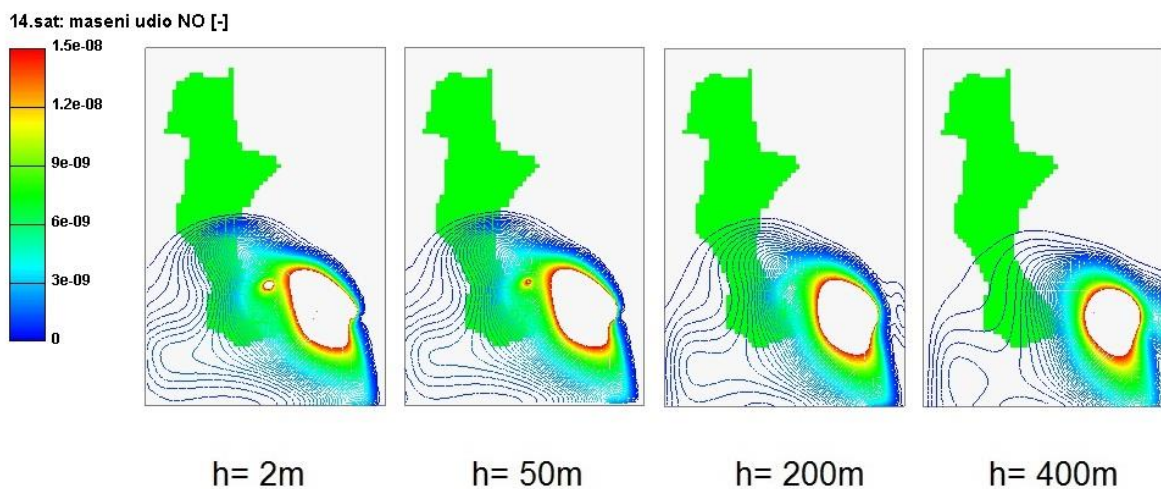 14.sat: maseni udio NO [-]
1.5e-08
1.2e-08
9e-09
6e-09
3e-09
0
h= 2m
h= 50m
h= 200m
h= 400m